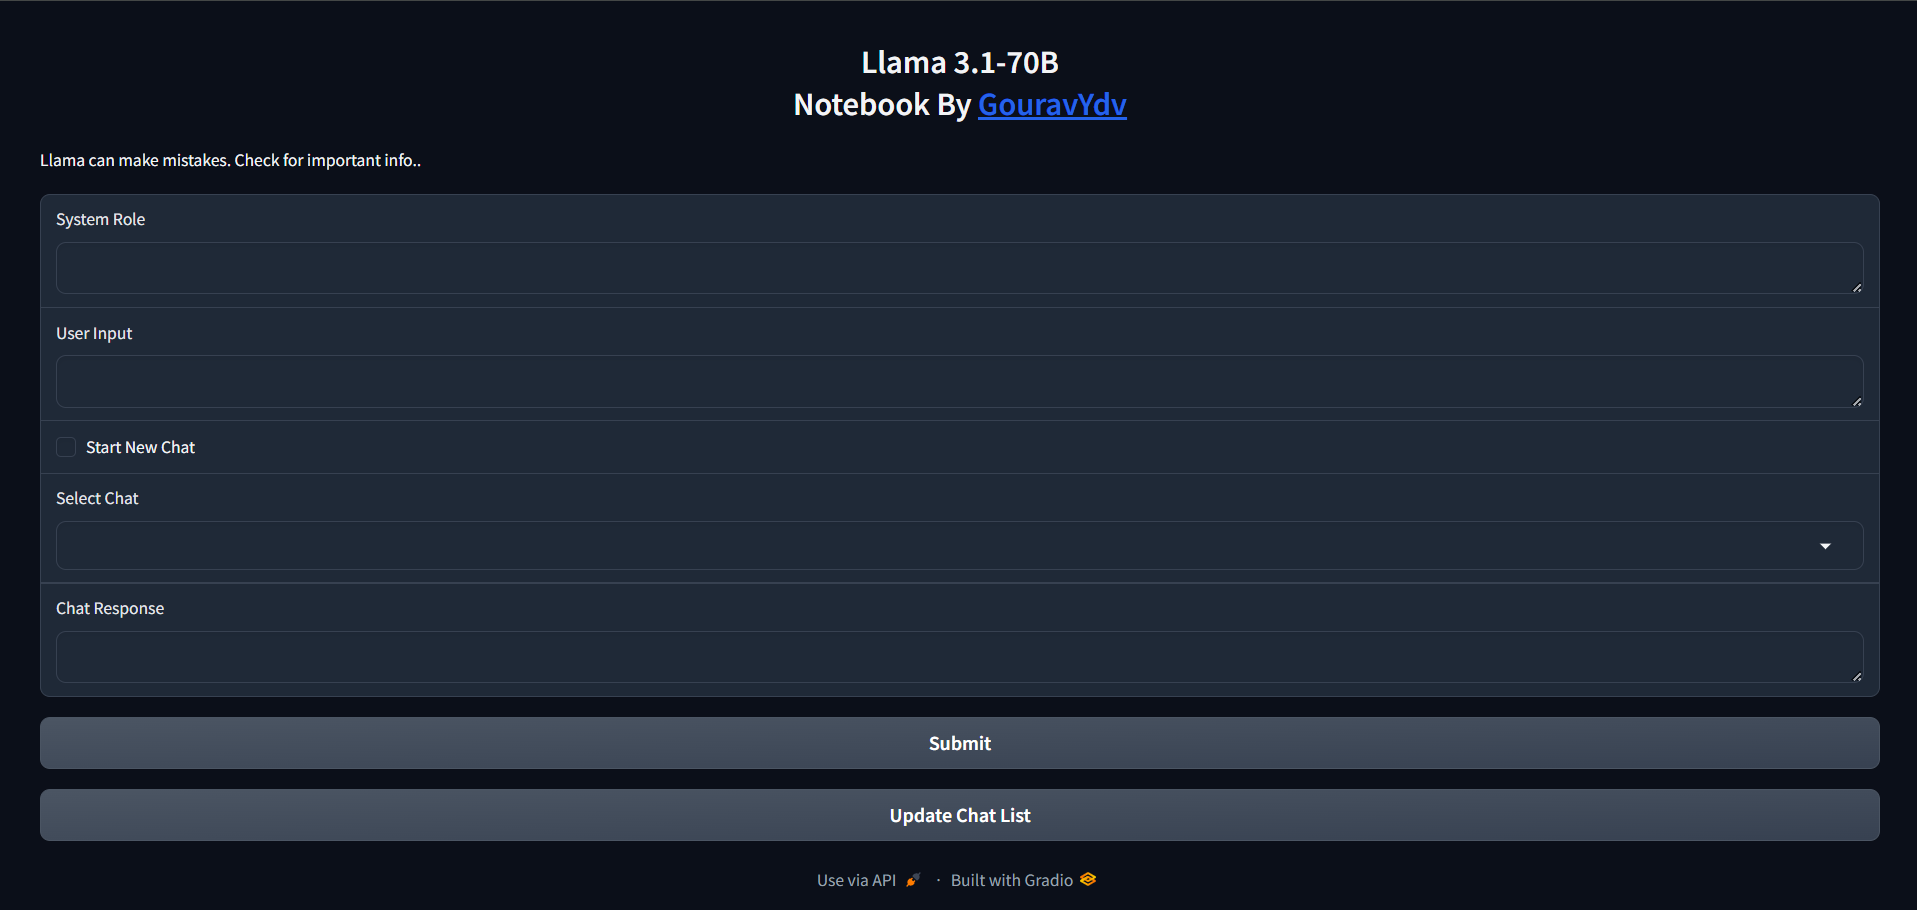 Llama 3.1-70B
Notebook By GouravYdv
Llama can make mistakes. Check for important info..
System Role
User Input
Start New Chat
Select Chat
Chat Response
Submit
Update Chat List
Use via API · Built with Gradio